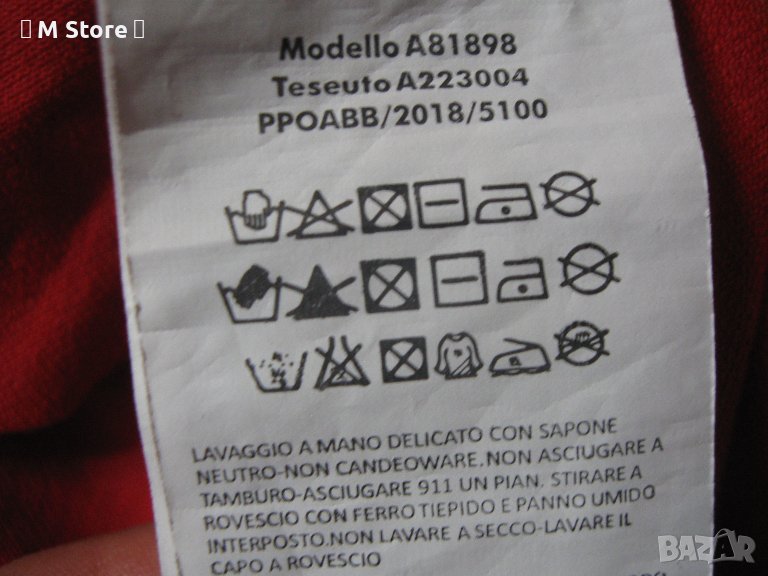 M Store
Modello A81898
Teseuto A223004
PPOABB/2018/5100
LAVAGGIO A MANO DELICATO CON SAPONE
NEUTRO-NON CANDEOWARE.NON ASCIUGARE A
TAMBURO-ASCIUGARE 911 UN PIAN. STIRARE A
ROVESCIO CON FERRO TIEPIDO E PANNO UMIDO
INTERPOSTO.NON LAVARE A SECCO-LAVARE IL
CAPO A ROVESCIO
BAZAR